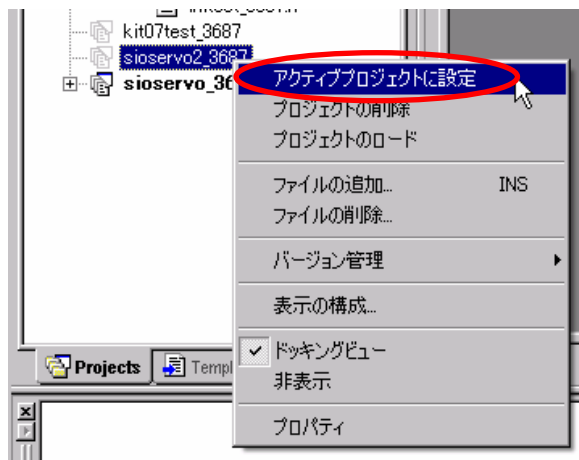 kit07test_3687
sioservo2_3687
sioservo_36
アクティブプロジェクトに設定
プロジェクトの削除
プロジェクトのロード
ファイルの追加... INS
ファイルの削除...
バージョン管理
表示の構成...
ドッキングビュー
非表示
プロパティ
Projects Templ